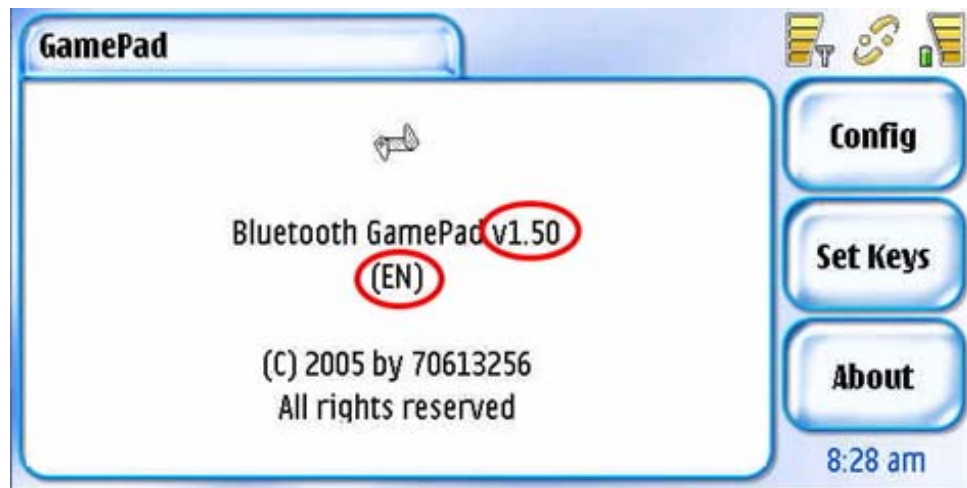 GamePad
Bluetooth GamePad v1.50
(EN)
(C) 2005 by 70613256
All rights reserved
Config
Set Keys
About
8:28 am